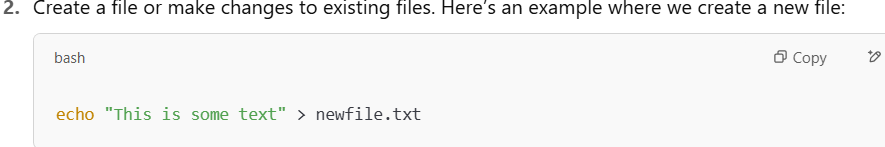 2. Create a file or make changes to existing files. Here's an example where we create a new file:
bash Copy
echo "This is some text" > newfile.txt